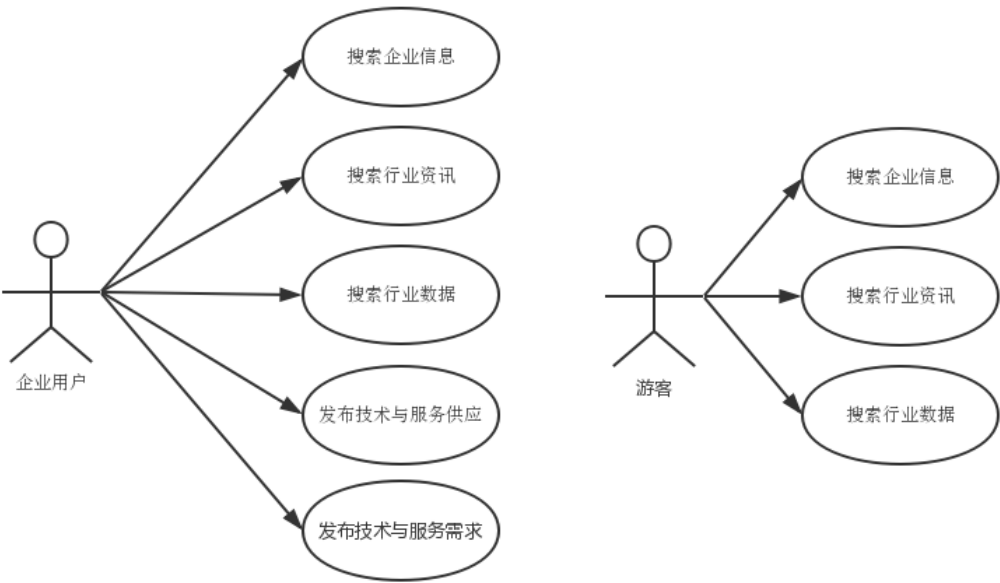 搜索企业信息
搜索行业资讯
搜索行业数据
发布技术与服务供应
发布技术与服务需求
企业用户
搜索企业信息
搜索行业资讯
搜索行业数据
游客